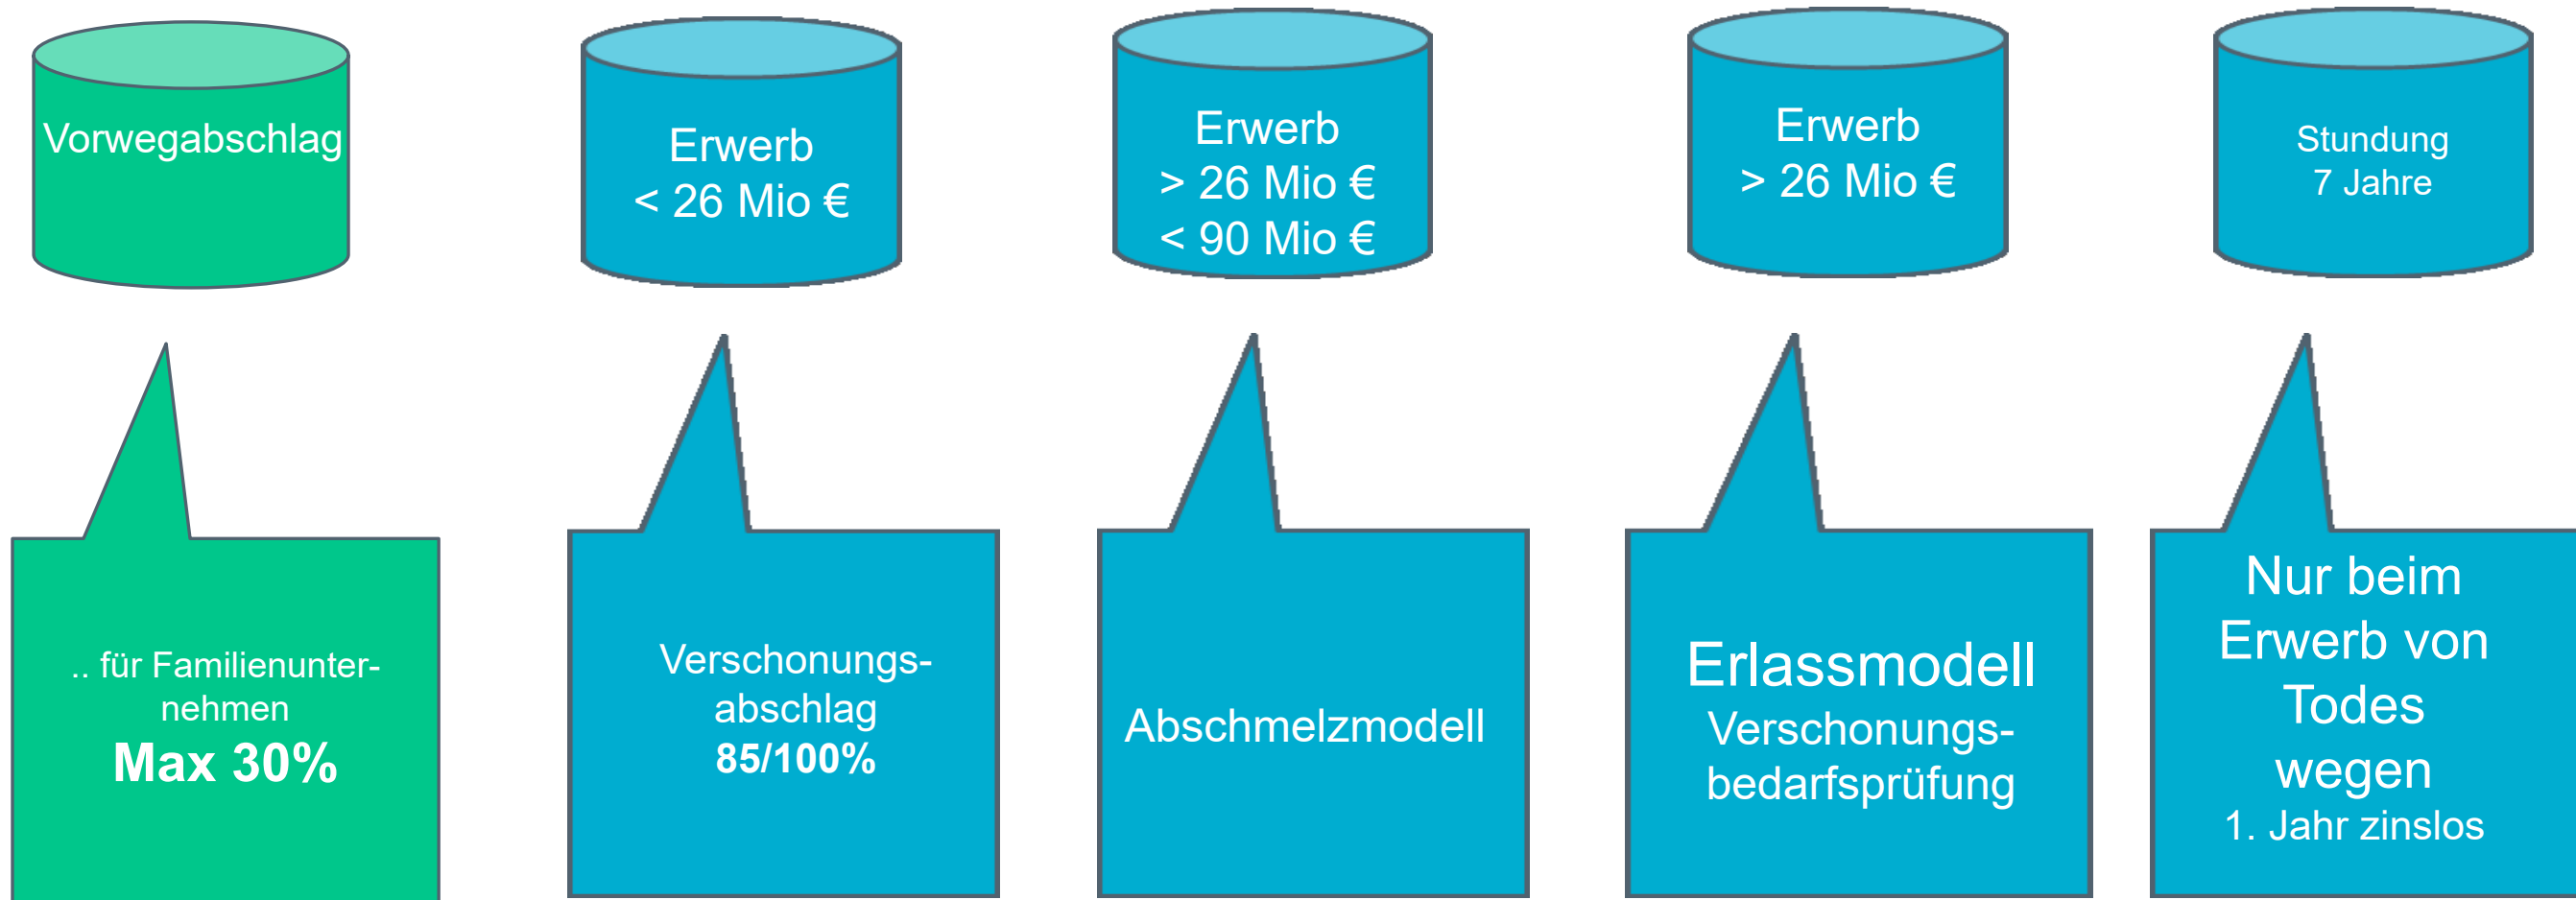 Vorwegabschlag
Erwerb
< 26 Mio €
Erwerb
> 26 Mio €
< 90 Mio €
Erwerb
> 26 Mio €
Stundung
7 Jahre
.. für Familienunter-
nehmen
Max 30%
Verschonungs-
abschlag
85/100%
Abschmelzmodell
Erlassmodell
Verschonungs-
bedarfsprüfung
Nur beim
Erwerb von
Todes
wegen
1. Jahr zinslos